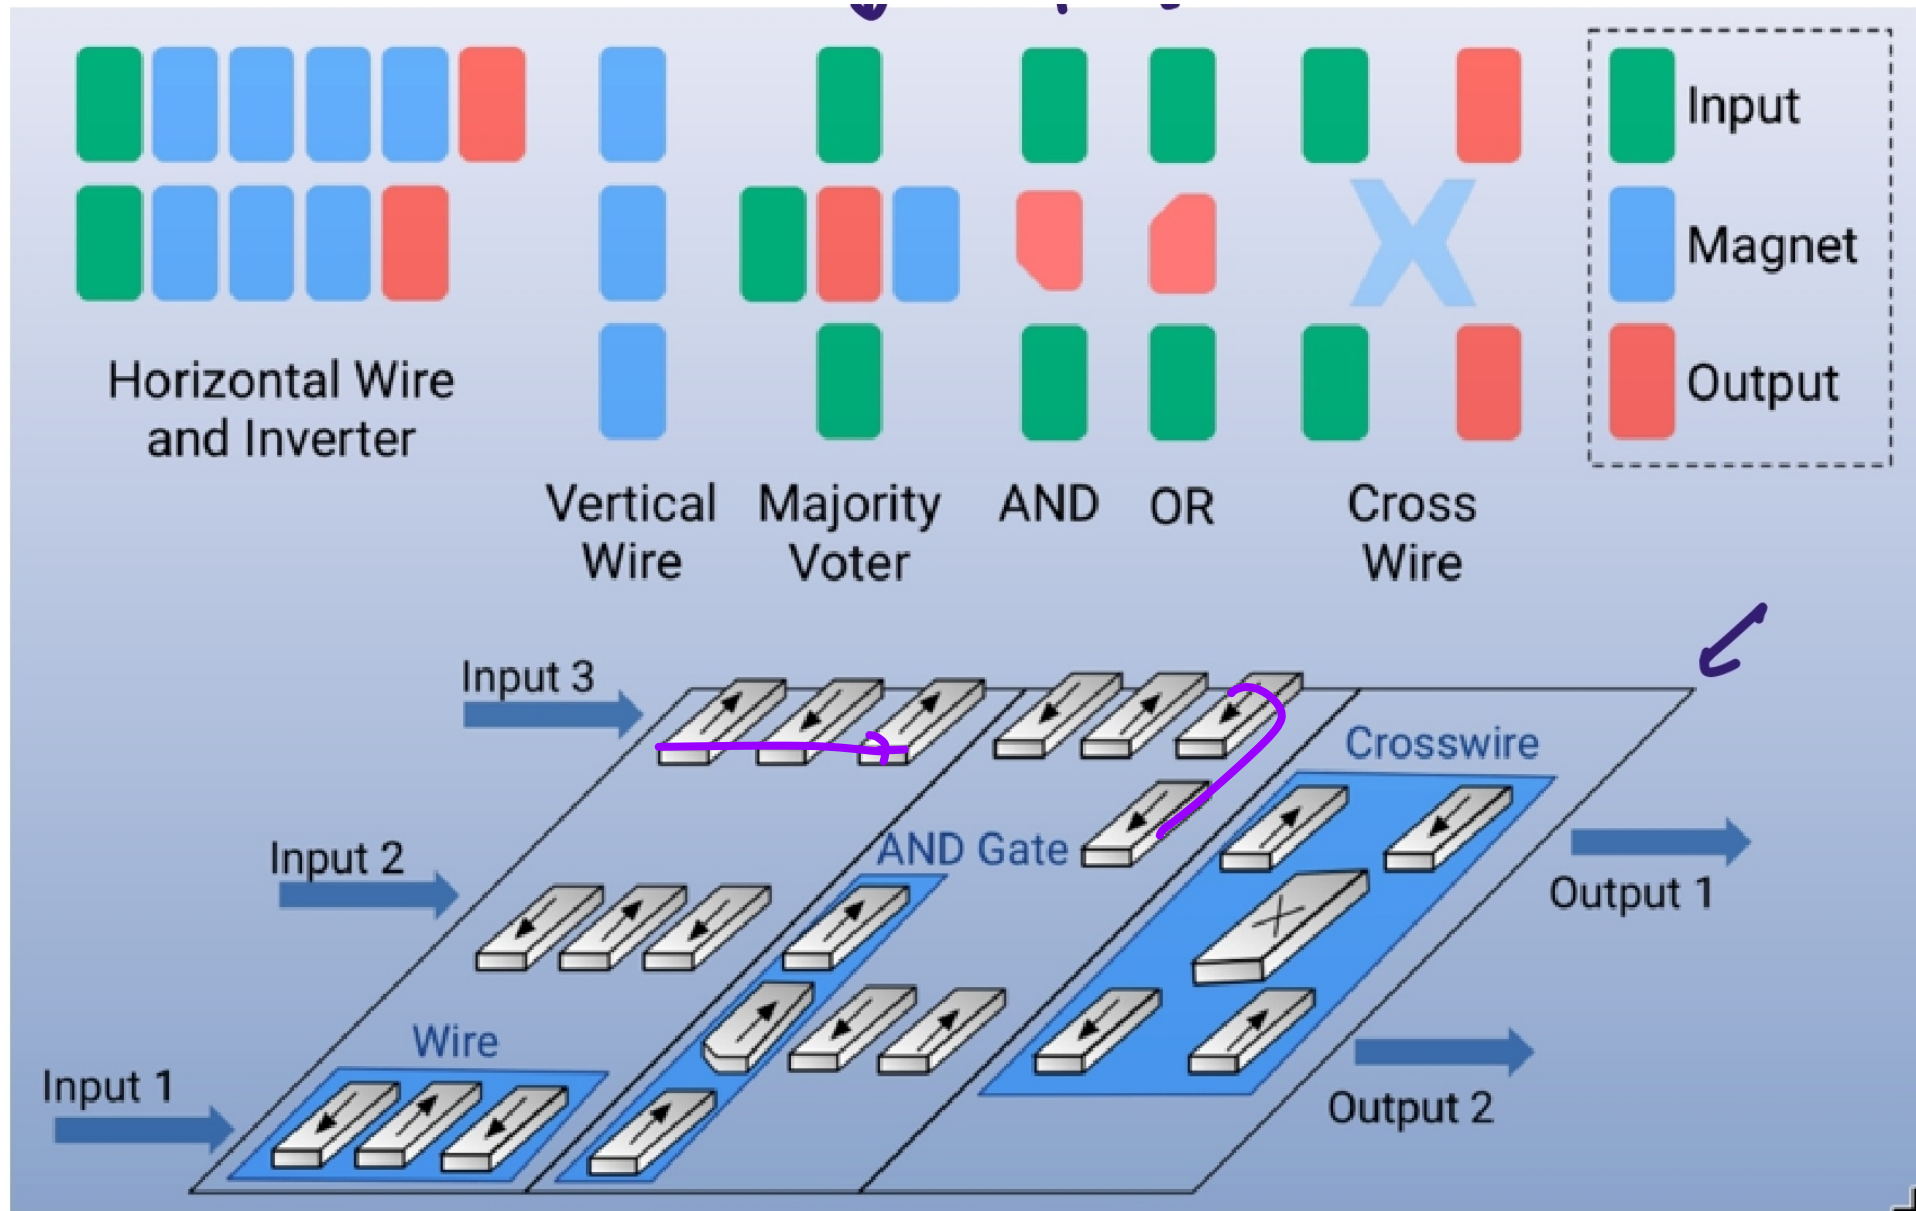 Input
Magnet
Output
Horizontal Wire
and Inverter
Vertical
Wire
Majority
Voter
AND
OR
Cross
Wire
Input 3
Crosswire
Input 2
AND Gate
Output 1
Wire
Input 1
Output 2